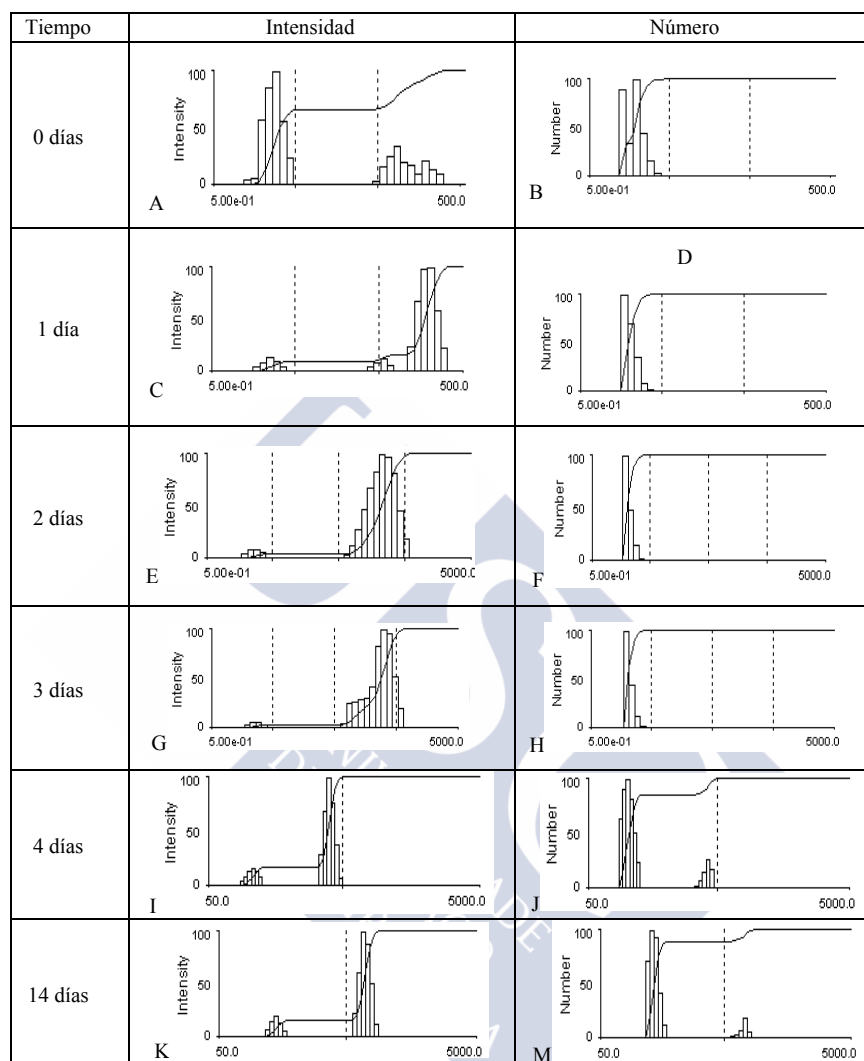 Tiempo Intensidad Número
0 días
100
50
0
Intensity
5.00e-01 500.0
A
100
50
0
Number
5.00e-01 500.0
B
1 día
100
50
0
Intensity
5.00e-01 500.0
C
D
100
50
0
Number
5.00e-01 500.0
2 días
100
50
0
Intensity
5.00e-01 5000.0
E
100
50
0
Number
5.00e-01 5000.0
F
3 días
100
50
0
Intensity
5.00e-01 5000.0
G
100
50
0
Number
5.00e-01 5000.0
H
4 días
100
50
0
Intensity
50.0 5000.0
I
100
50
0
Number
50.0 5000.0
J
14 días
100
50
0
Intensity
50.0 5000.0
K
100
50
0
Number
50.0 5000.0
M